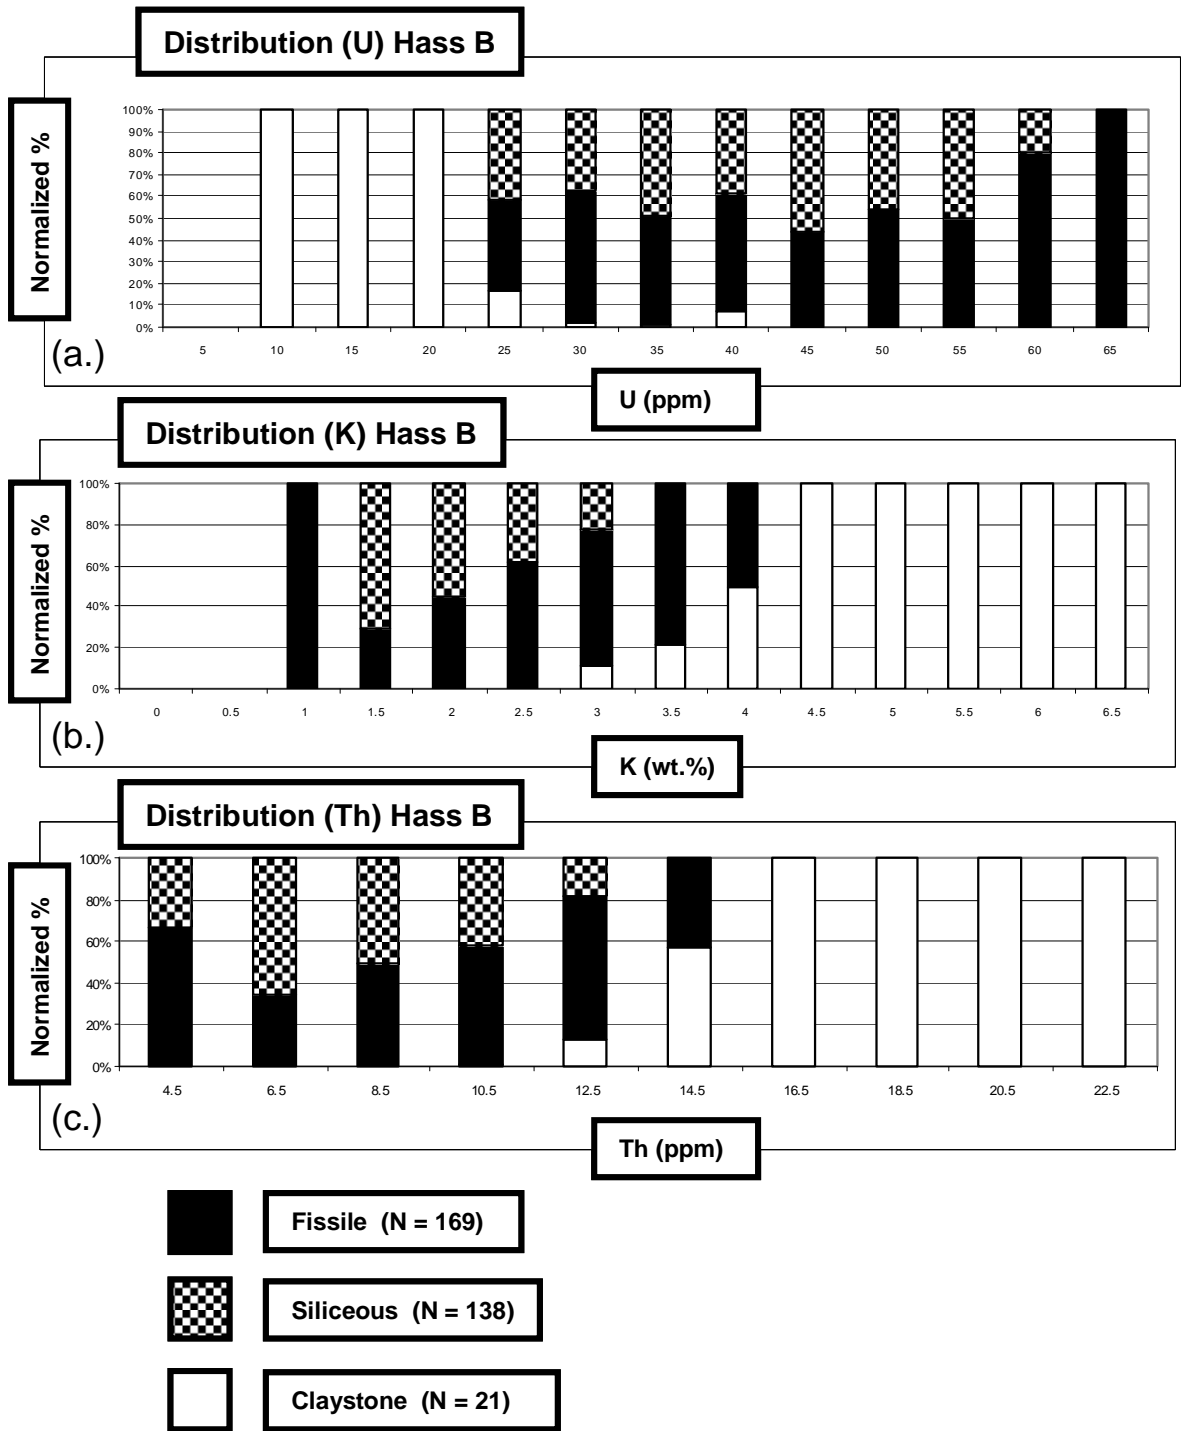 Distribution (U) Hass B
Normalized %
100%
90%
80%
70%
60%
50%
40%
30%
20%
10%
0%
5 10 15 20 25 30 35 40 45 50 55 60 65
(a.)
U (ppm)
Distribution (K) Hass B
Normalized %
100%
80%
60%
40%
20%
0%
0 0.5 1 1.5 2 2.5 3 3.5 4 4.5 5 5.5 6 6.5
(b.)
K (wt.%)
Distribution (Th) Hass B
Normalized %
100%
80%
60%
40%
20%
0%
4.5 6.5 8.5 10.5 12.5 14.5 16.5 18.5 20.5 22.5
(c.)
Th (ppm)
Fissile (N = 169)
Siliceous (N = 138)
Claystone (N = 21)